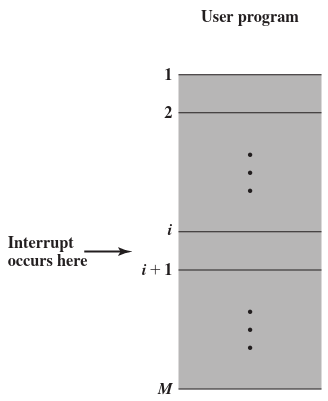 User program
1
2
i
Interrupt
occurs here
i + 1
M